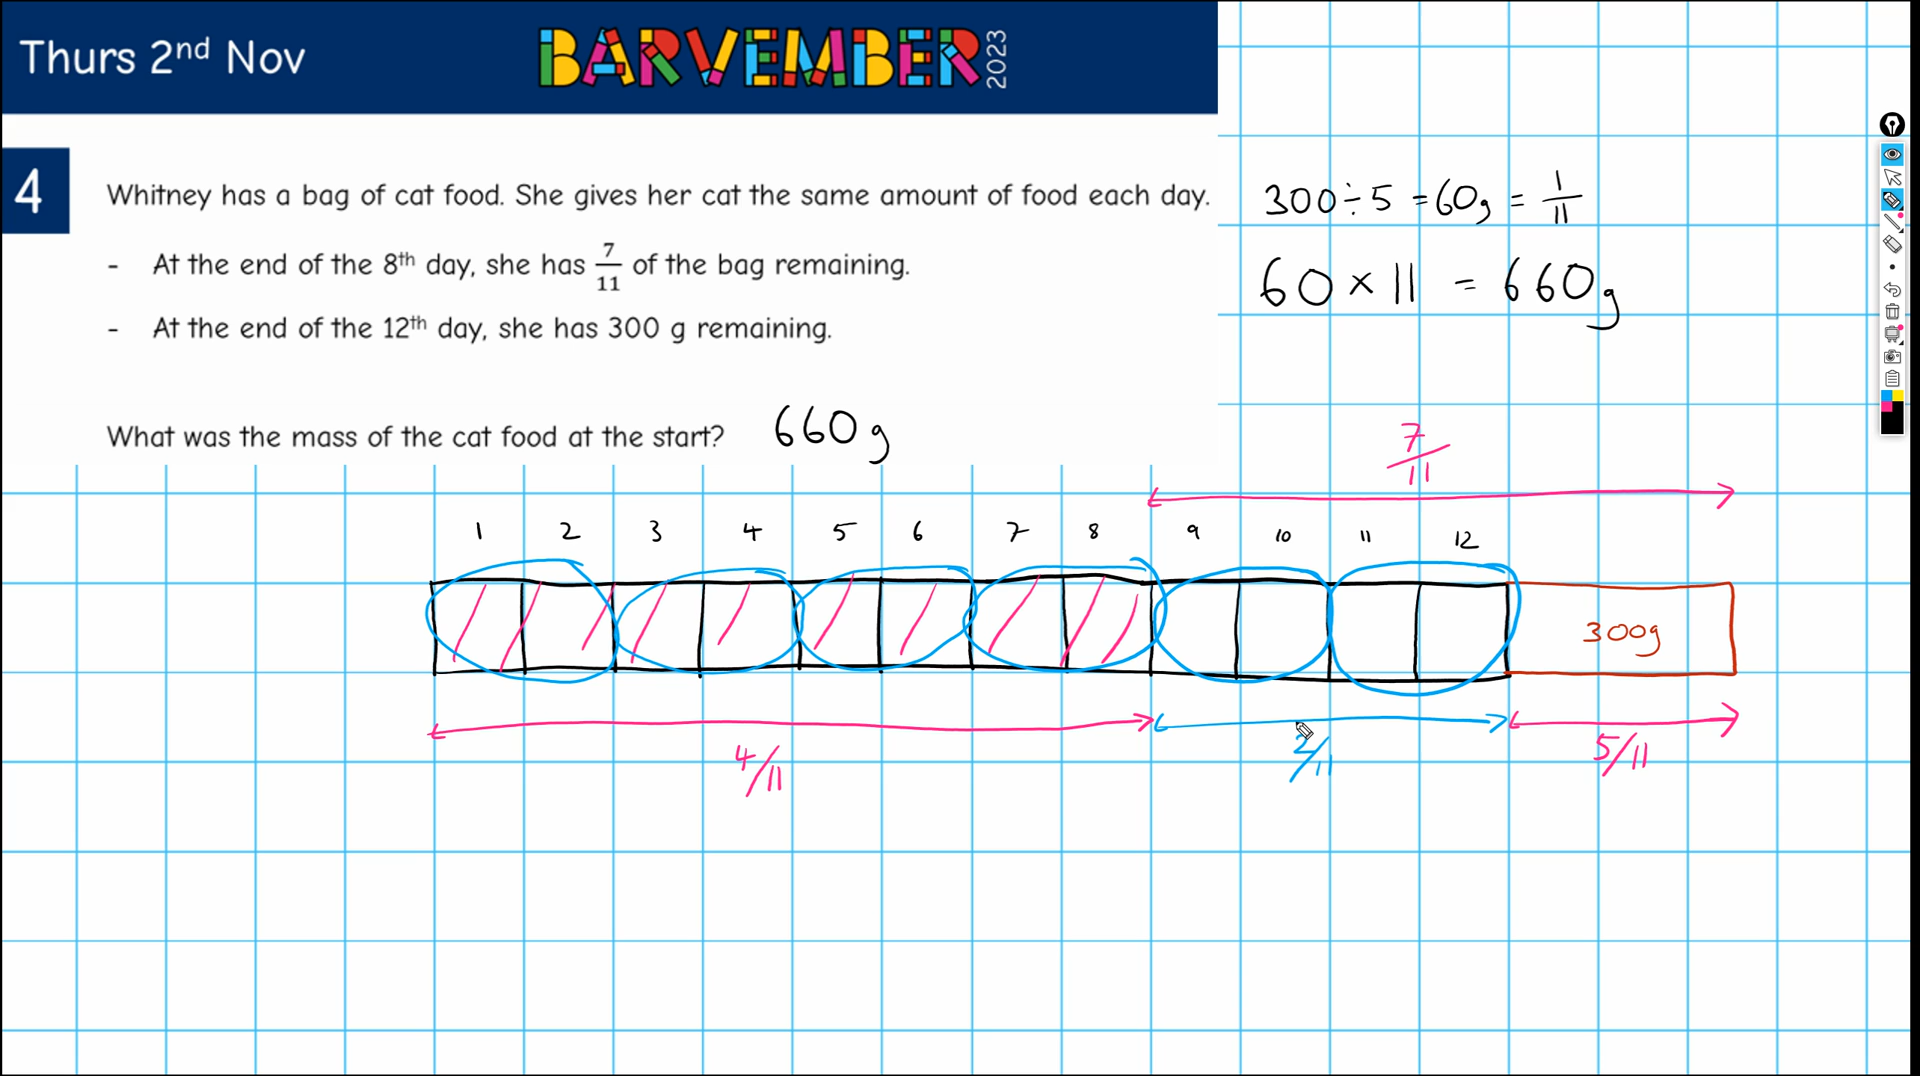 Thurs 2nd Nov
BARVEMBER 2023
4
Whitney has a bag of cat food. She gives her cat the same amount of food each day.
- At the end of the 8th day, she has 7/11 of the bag remaining.
- At the end of the 12th day, she has 300 g remaining.
What was the mass of the cat food at the start? 660g
300÷5 = 60g = 1/11
60 × 11 = 660g
7/11
1 2 3 4 5 6 7 8 9 10 11 12
300g
4/11 2/11 5/11